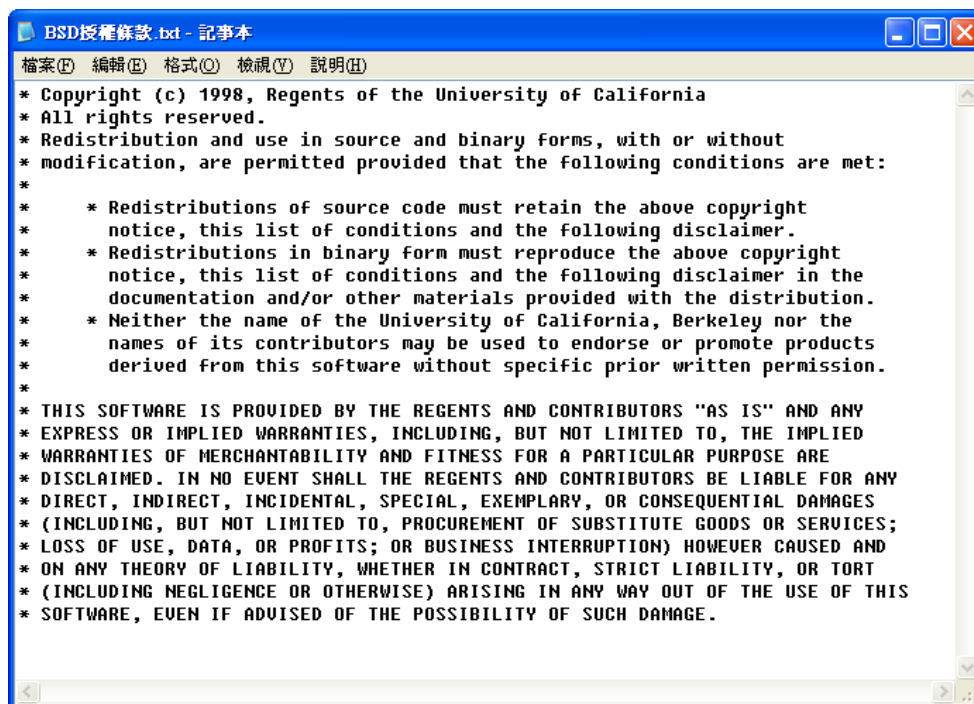 BSD授權條款.txt - 記事本
檔案(F) 編輯(E) 格式(O) 檢視(V) 說明(H)
* Copyright (c) 1998, Regents of the University of California
* All rights reserved.
* Redistribution and use in source and binary forms, with or without
* modification, are permitted provided that the following conditions are met:
*
*     * Redistributions of source code must retain the above copyright
*       notice, this list of conditions and the following disclaimer.
*     * Redistributions in binary form must reproduce the above copyright
*       notice, this list of conditions and the following disclaimer in the
*       documentation and/or other materials provided with the distribution.
*     * Neither the name of the University of California, Berkeley nor the
*       names of its contributors may be used to endorse or promote products
*       derived from this software without specific prior written permission.
*
* THIS SOFTWARE IS PROVIDED BY THE REGENTS AND CONTRIBUTORS "AS IS" AND ANY
* EXPRESS OR IMPLIED WARRANTIES, INCLUDING, BUT NOT LIMITED TO, THE IMPLIED
* WARRANTIES OF MERCHANTABILITY AND FITNESS FOR A PARTICULAR PURPOSE ARE
* DISCLAIMED. IN NO EVENT SHALL THE REGENTS AND CONTRIBUTORS BE LIABLE FOR ANY
* DIRECT, INDIRECT, INCIDENTAL, SPECIAL, EXEMPLARY, OR CONSEQUENTIAL DAMAGES
* (INCLUDING, BUT NOT LIMITED TO, PROCUREMENT OF SUBSTITUTE GOODS OR SERVICES;
* LOSS OF USE, DATA, OR PROFITS; OR BUSINESS INTERRUPTION) HOWEVER CAUSED AND
* ON ANY THEORY OF LIABILITY, WHETHER IN CONTRACT, STRICT LIABILITY, OR TORT
* (INCLUDING NEGLIGENCE OR OTHERWISE) ARISING IN ANY WAY OUT OF THE USE OF THIS
* SOFTWARE, EVEN IF ADVISED OF THE POSSIBILITY OF SUCH DAMAGE.